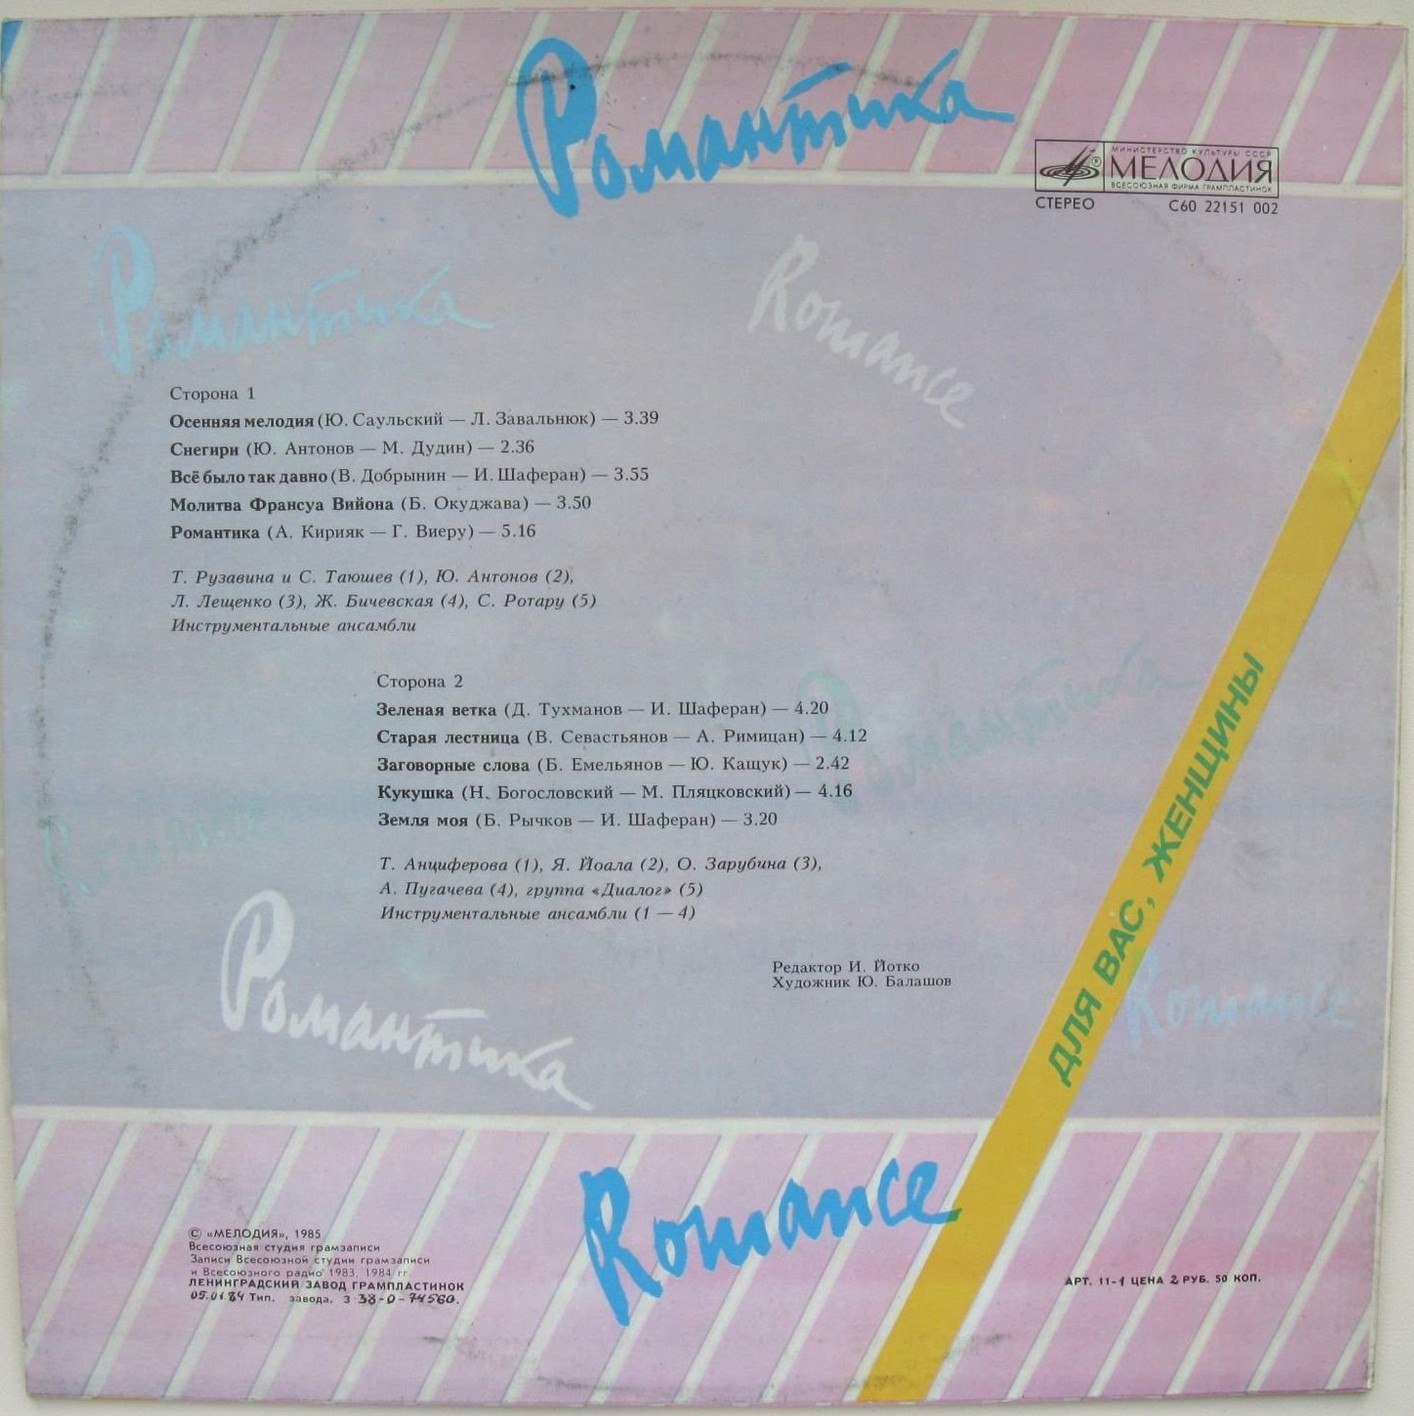 Романтика
МИНИСТЕРСТВО КУЛЬТУРЫ СССР
МЕЛОДИЯ
ВСЕСОЮЗНАЯ ФИРМА ГРАМПЛАСТИНОК
СТЕРЕО С60 22151 002
Романтика
Romance
Сторона 1
Осенняя мелодия (Ю. Саульский — Л. Завальнюк) — 3.39
Снегири (Ю. Антонов — М. Дудин) — 2.36
Всё было так давно (В. Добрынин — И. Шаферан) — 3.55
Молитва Франсуа Вийона (Б. Окуджава) — 3.50
Романтика (А. Кирияк — Г. Виеру) — 5.16
Т. Рузавина и С. Таюшев (1), Ю. Антонов (2),
Л. Лещенко (3), Ж. Бичевская (4), С. Ротару (5)
Инструментальные ансамбли
Сторона 2
Зеленая ветка (Д. Тухманов — И. Шаферан) — 4.20
Старая лестница (В. Севастьянов — А. Римицан) — 4.12
Заговорные слова (Б. Емельянов — Ю. Кащук) — 2.42
Кукушка (Н. Богословский — М. Пляцковский) — 4.16
Земля моя (Б. Рычков — И. Шаферан) — 3.20
Т. Анциферова (1), Я. Йоала (2), О. Зарубина (3),
А. Пугачева (4), группа «Диалог» (5)
Инструментальные ансамбли (1 — 4)
Романтика
Romance
Редактор И. Йотко
Художник Ю. Балашов
ДЛЯ ВАС, ЖЕНЩИНЫ
Romance
Романтика
Romance
© «МЕЛОДИЯ», 1985
Всесоюзная студия грамзаписи
Записи Всесоюзной студии грамзаписи
и Всесоюзного радио 1983, 1984 гг.
ЛЕНИНГРАДСКИЙ ЗАВОД ГРАМПЛАСТИНОК
Тип. завода. З
АРТ. 11-1 ЦЕНА 2 РУБ. 50 КОП.